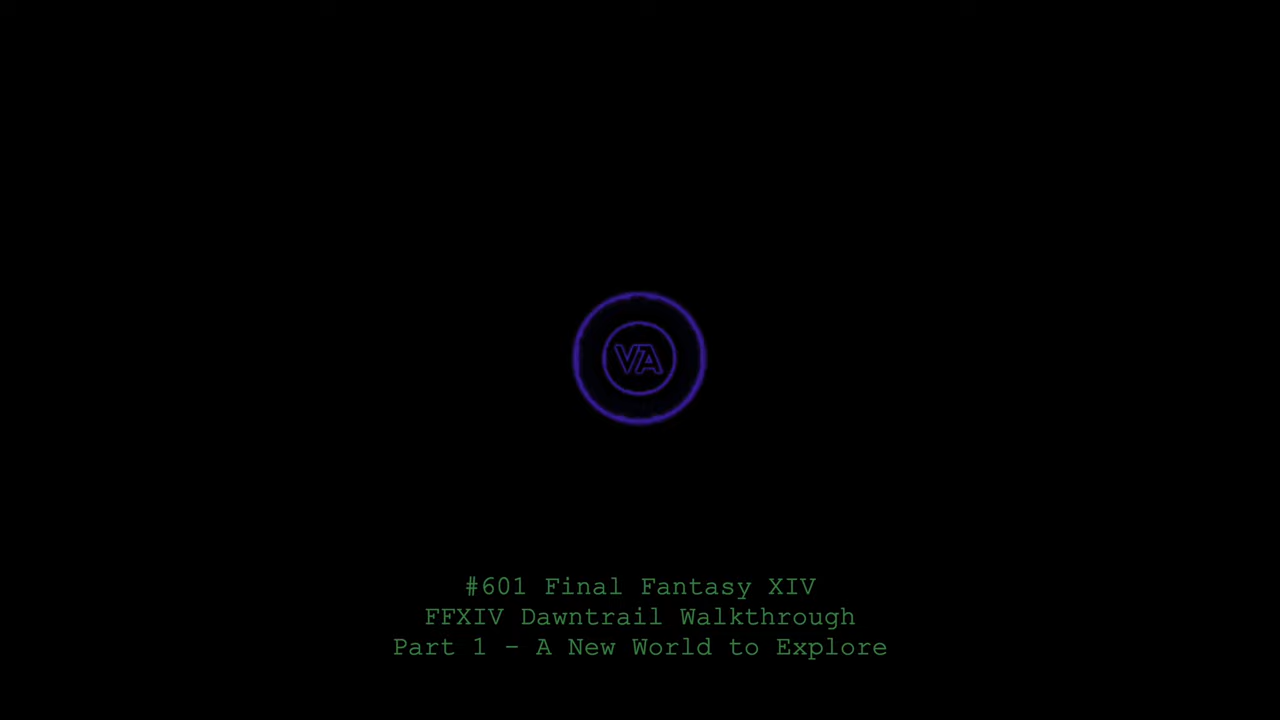 VA
#601 Final Fantasy XIV
FFXIV Dawntrail Walkthrough
Part 1 - A New World to Explore